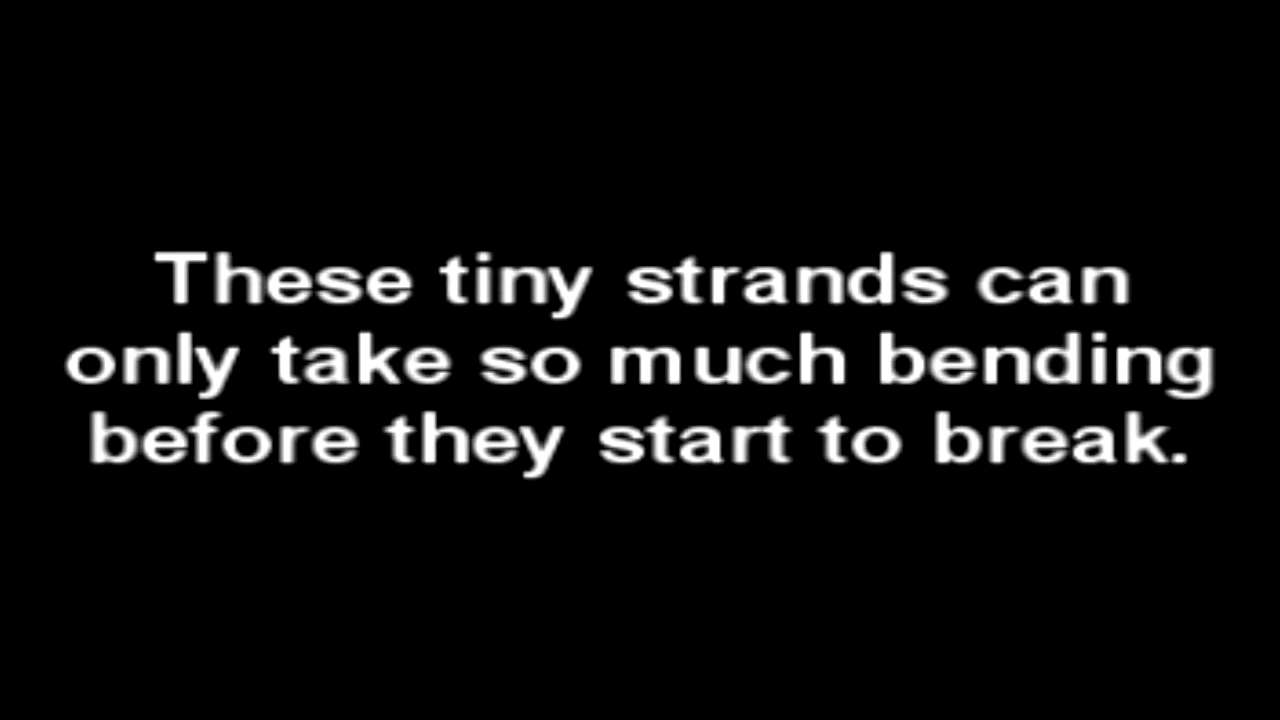 These tiny strands can
only take so much bending
before they start to break.